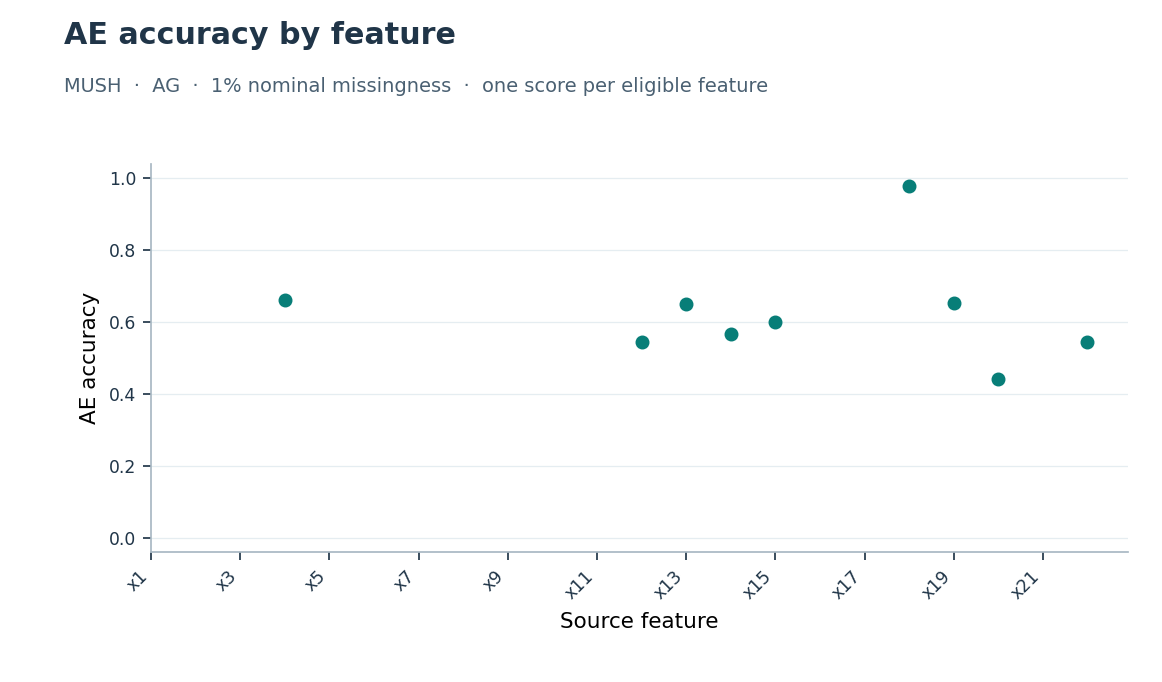 AE accuracy by feature
MUSH · AG · 1% nominal missingness · one score per eligible feature
AE accuracy
1.0
0.8
0.6
0.4
0.2
0.0
x1 x3 x5 x7 x9 x11 x13 x15 x17 x19 x21
Source feature